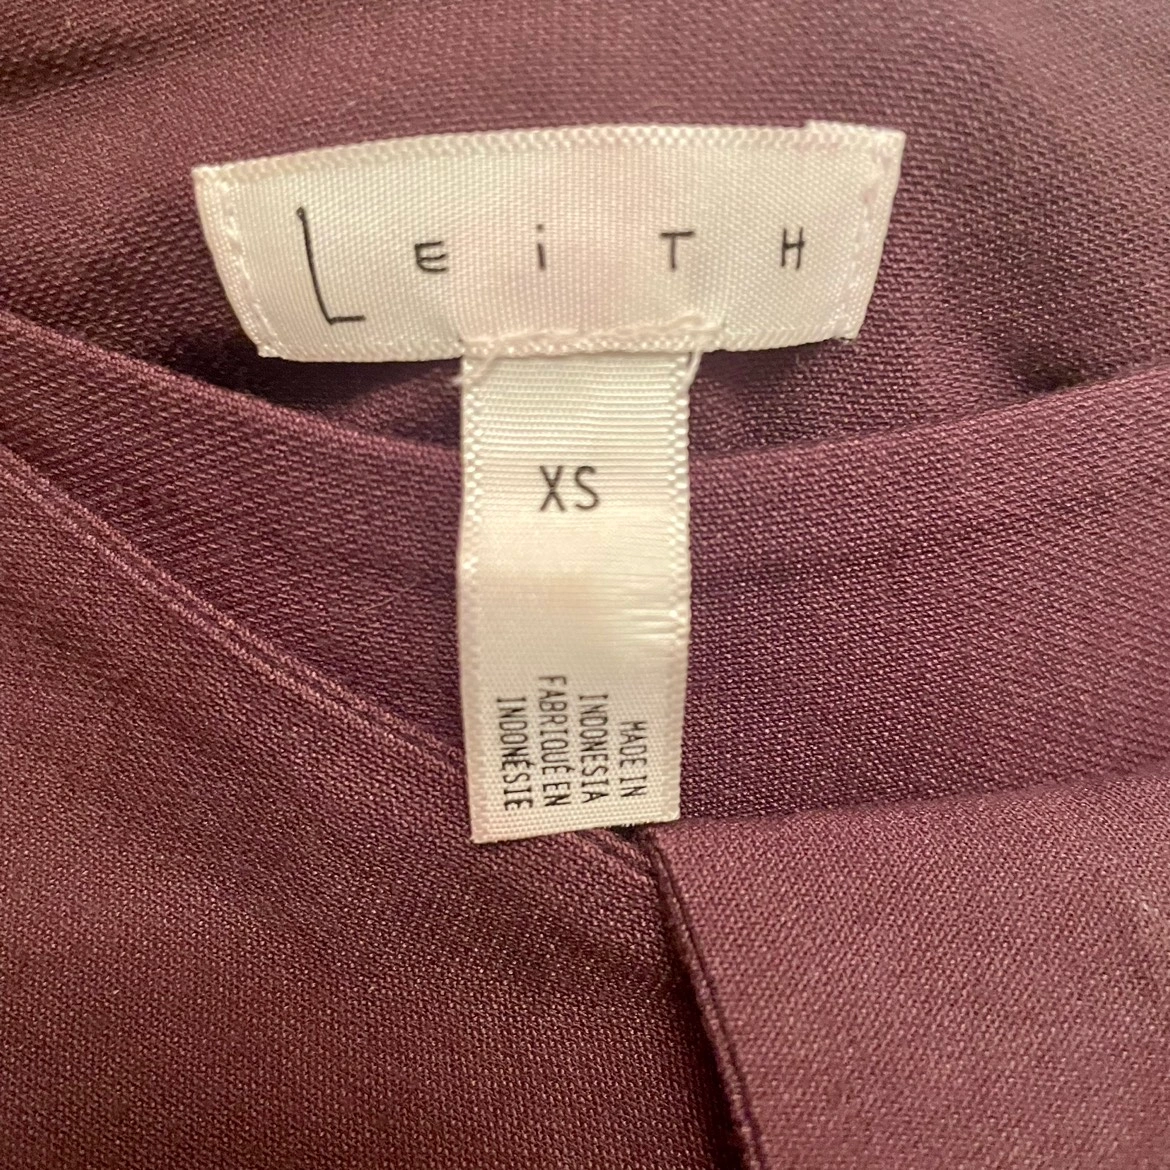 LEiTH
XS
MADE IN
INDONESIA
FABRIQUÉ EN
INDONÉSIE